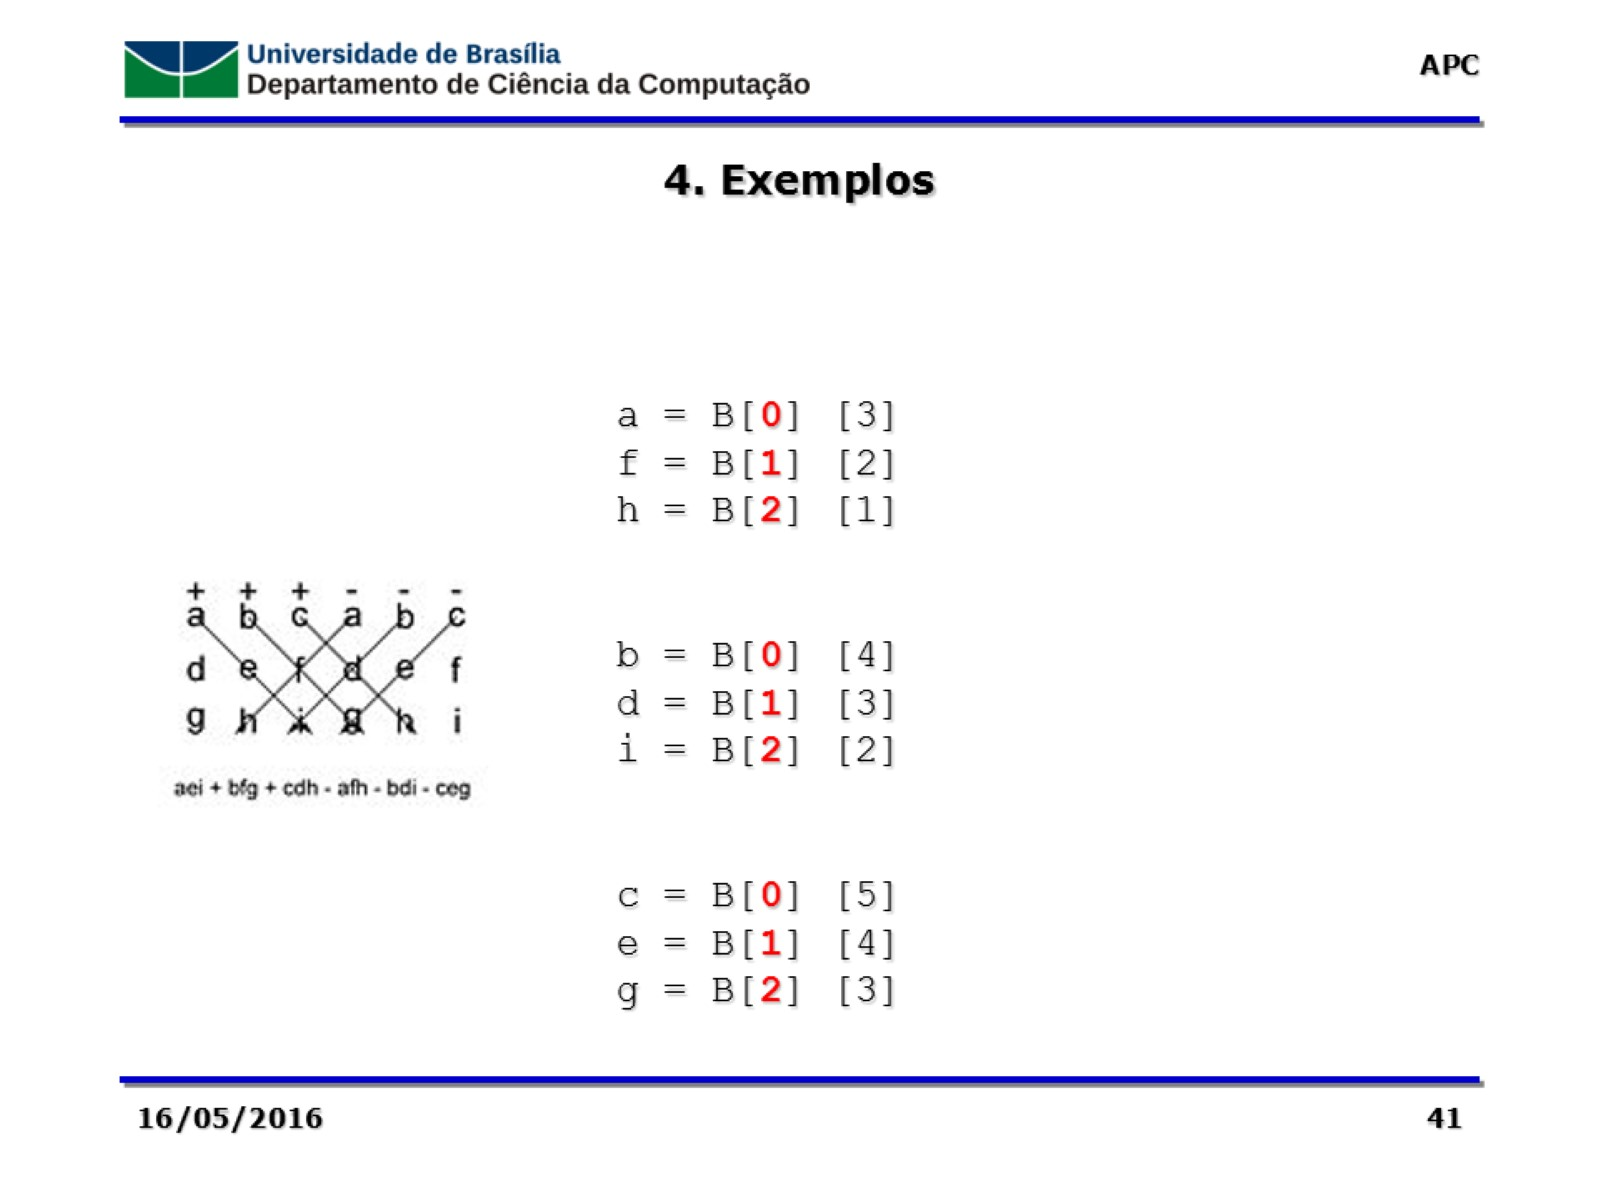 Universidade de Brasília
Departamento de Ciência da Computação
APC
4. Exemplos
a = B[0] [3]
f = B[1] [2]
h = B[2] [1]
+ + + - - -
a b c a b c
d e f d e f
g h i g h i
aei + bfg + cdh - afh - bdi - ceg
b = B[0] [4]
d = B[1] [3]
i = B[2] [2]
c = B[0] [5]
e = B[1] [4]
g = B[2] [3]
16/05/2016
41